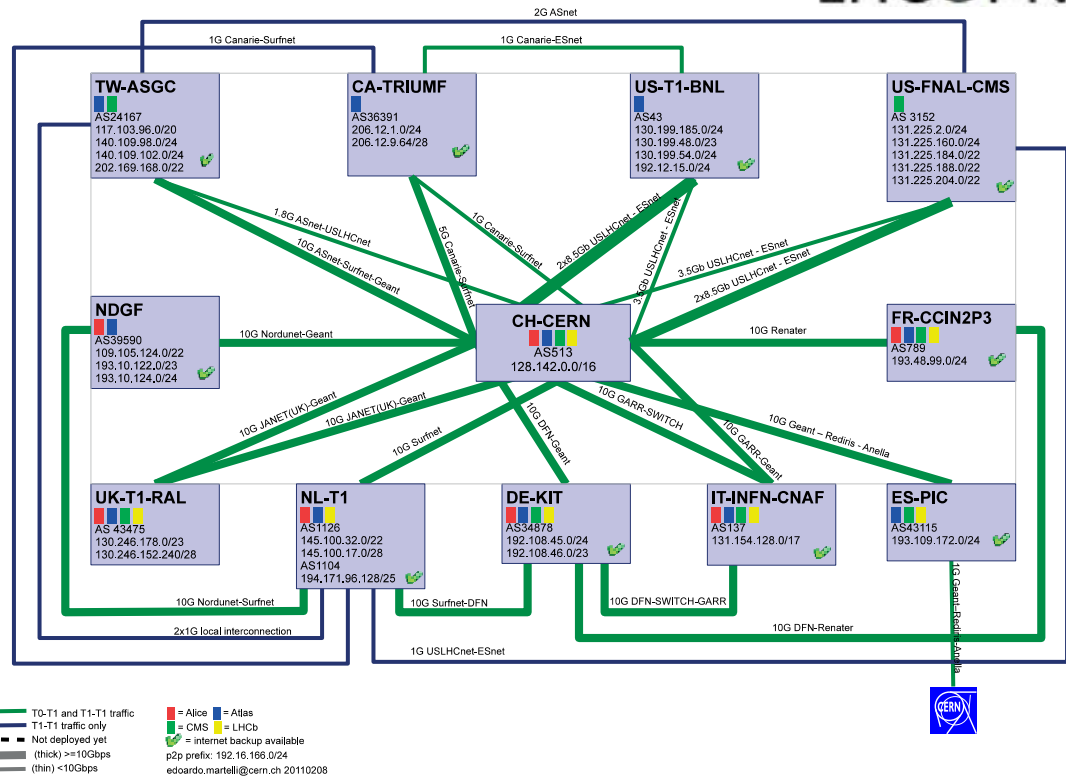 2G ASnet
1G Canarie-Surfnet
1G Canarie-ESnet
TW-ASGC
AS24167
117.103.96.0/20
140.109.98.0/24
140.109.102.0/24
202.169.168.0/22
CA-TRIUMF
AS36391
206.12.1.0/24
206.12.9.64/28
US-T1-BNL
AS43
130.199.185.0/24
130.199.48.0/23
130.199.54.0/24
192.12.15.0/24
US-FNAL-CMS
AS 3152
131.225.2.0/24
131.225.160.0/24
131.225.184.0/22
131.225.188.0/22
131.225.204.0/22
1.8G ASnet-USLHCnet
10G ASnet-Surfnet-Geant
5G Canarie-Surfnet
1G Canarie-Surfnet
2x8.5Gb USLHCnet - ESnet
3.5Gb USLHCnet - ESnet
3.5Gb USLHCnet - ESnet
2x8.5Gb USLHCnet - ESnet
NDGF
AS39590
109.105.124.0/22
193.10.122.0/23
193.10.124.0/24
10G Nordunet-Geant
CH-CERN
AS513
128.142.0.0/16
10G Renater
FR-CCIN2P3
AS789
193.48.99.0/24
10G JANET(UK)-Geant
10G JANET(UK)-Geant
10G Surfnet
10G DFN-Geant
10G GARR-SWITCH
10G GARR-Geant
10G Geant – Rediris - Anella
UK-T1-RAL
AS 43475
130.246.178.0/23
130.246.152.240/28
NL-T1
AS1126
145.100.32.0/22
145.100.17.0/28
AS1104
194.171.96.128/25
DE-KIT
AS34878
192.108.45.0/24
192.108.46.0/23
IT-INFN-CNAF
AS137
131.154.128.0/17
ES-PIC
AS43115
193.109.172.0/24
10G Nordunet-Surfnet
10G Surfnet-DFN
10G DFN-SWITCH-GARR
2x1G local interconnection
10G DFN-Renater
1G USLHCnet-ESnet
1G Geant-Rediris-Anella
CERN
T0-T1 and T1-T1 traffic
T1-T1 traffic only
Not deployed yet
(thick) >=10Gbps
(thin) <10Gbps
= Alice = Atlas
= CMS = LHCb
= internet backup available
p2p prefix: 192.16.166.0/24
edoardo.martelli@cern.ch 20110208